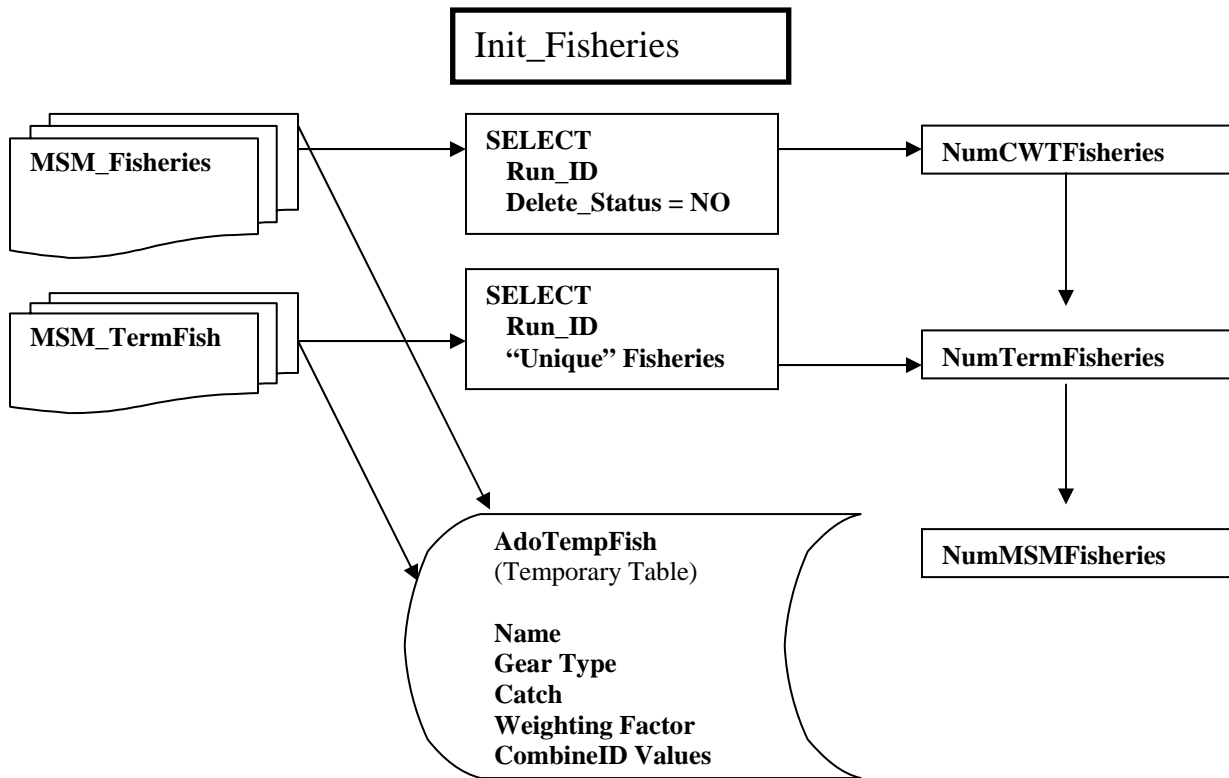 Init_Fisheries
MSM_Fisheries
SELECT
Run_ID
Delete_Status = NO
NumCWTFisheries
MSM_TermFish
SELECT
Run_ID
“Unique” Fisheries
NumTermFisheries
NumMSMFisheries
AdoTempFish
(Temporary Table)
Name
Gear Type
Catch
Weighting Factor
CombineID Values